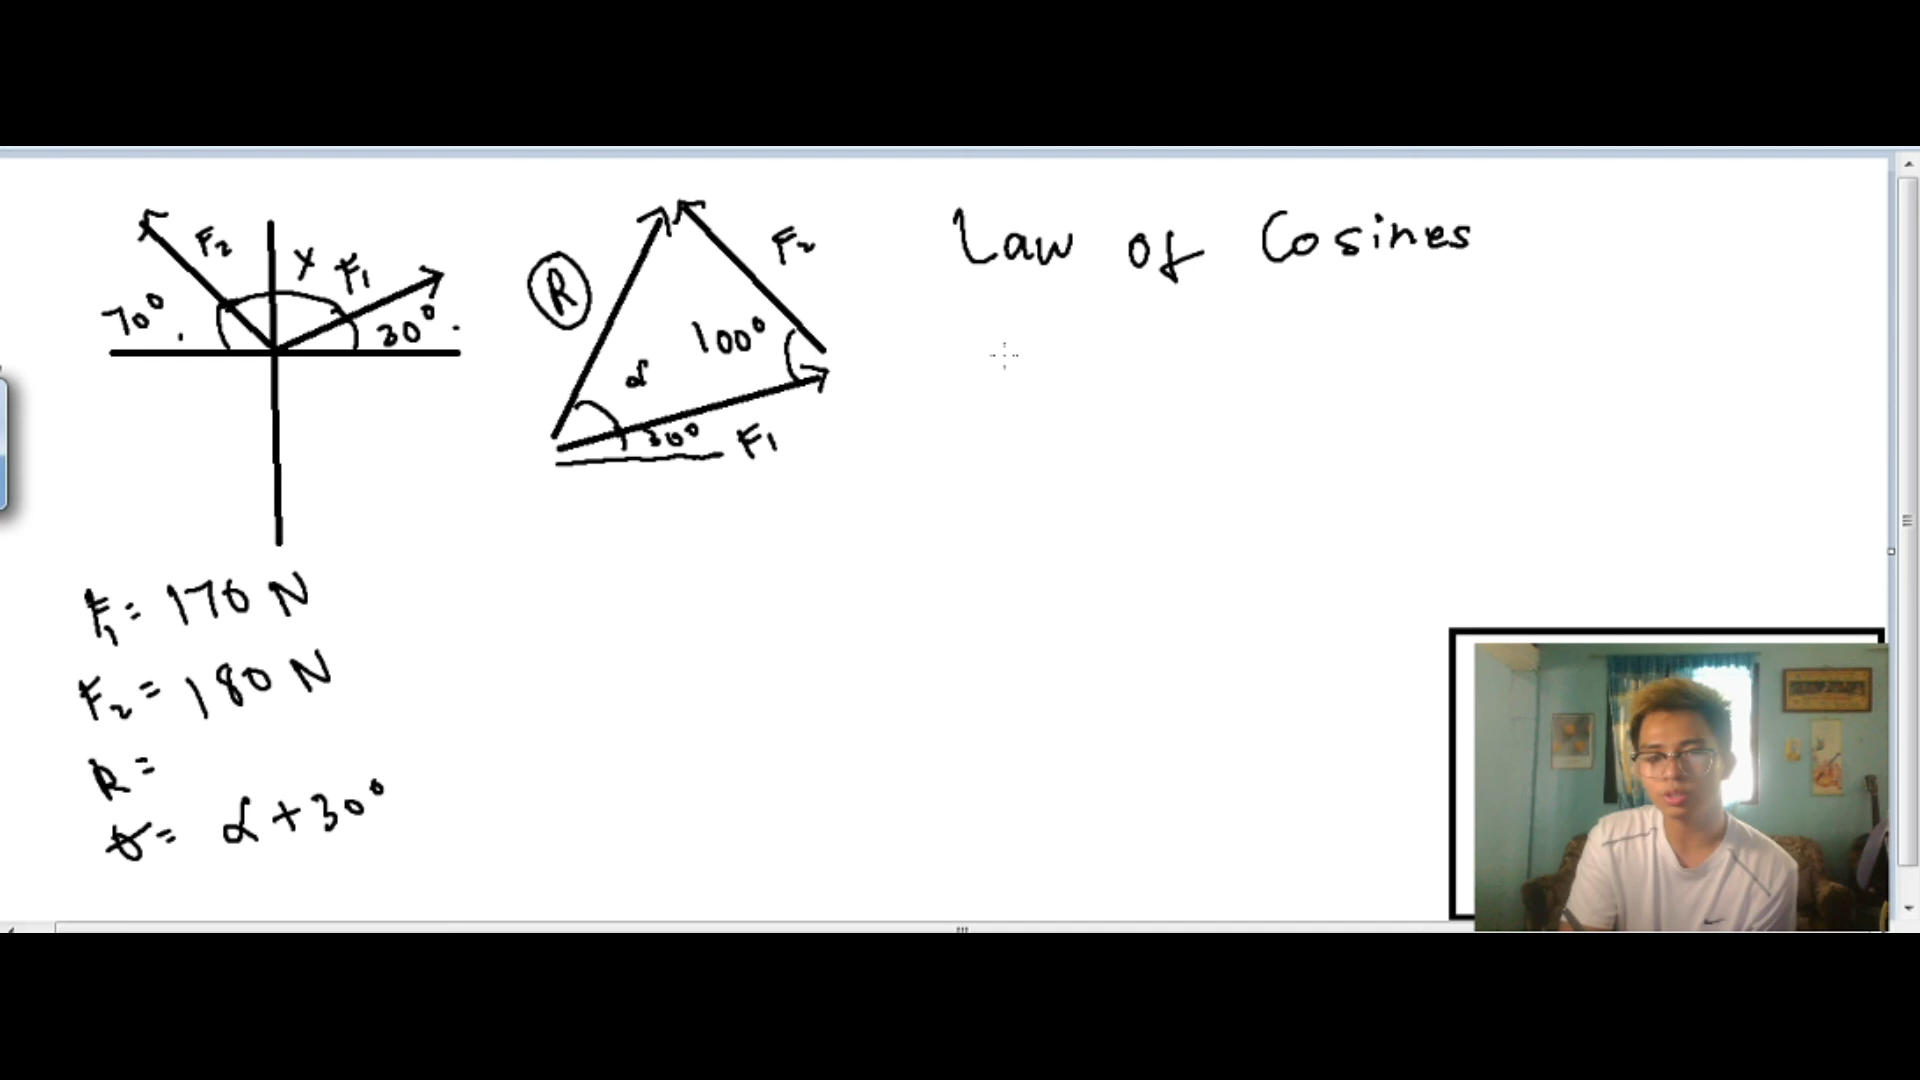 F₂
Y
F₁
70°
30°
R
F₂
100°
α
30°
F₁
Law of Cosines
F₁ = 170 N
F₂ = 180 N
R =
θ = α + 30°